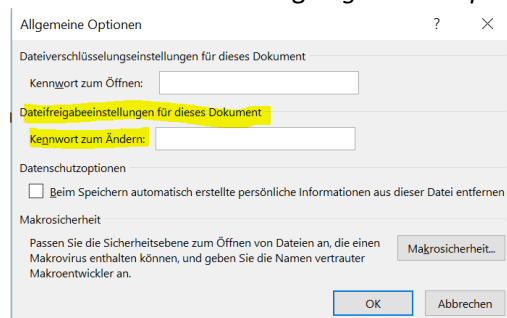 Allgemeine Optionen ? ×
Dateiverschlüsselungseinstellungen für dieses Dokument
Kennwort zum Öffnen:
Dateifreigabeeinstellungen für dieses Dokument
Kennwort zum Ändern:
Datenschutzoptionen
Beim Speichern automatisch erstellte persönliche Informationen aus dieser Datei entfernen
Makrosicherheit
Passen Sie die Sicherheitsebene zum Öffnen von Dateien an, die einen
Makrovirus enthalten können, und geben Sie die Namen vertrauter
Makroentwickler an.
Makrosicherheit...
OK Abbrechen